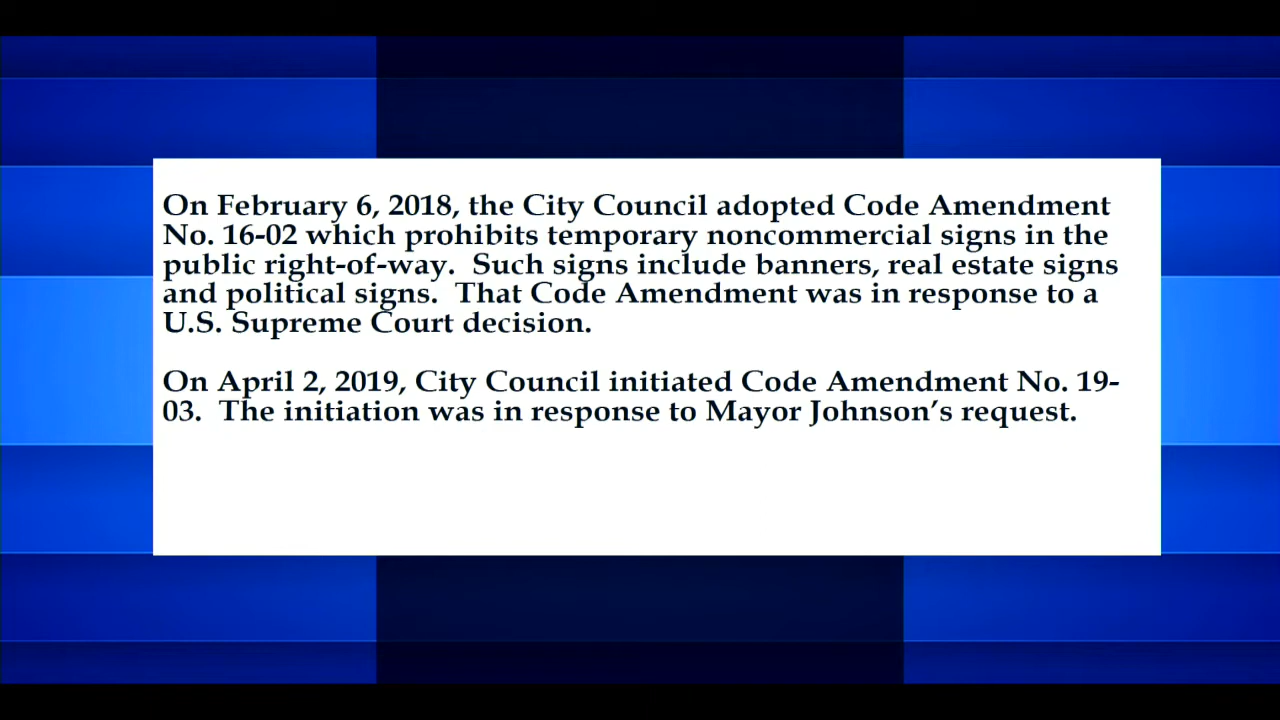 On February 6, 2018, the City Council adopted Code Amendment
No. 16-02 which prohibits temporary noncommercial signs in the
public right-of-way.  Such signs include banners, real estate signs
and political signs.  That Code Amendment was in response to a
U.S. Supreme Court decision.
On April 2, 2019, City Council initiated Code Amendment No. 19-
03.  The initiation was in response to Mayor Johnson’s request.